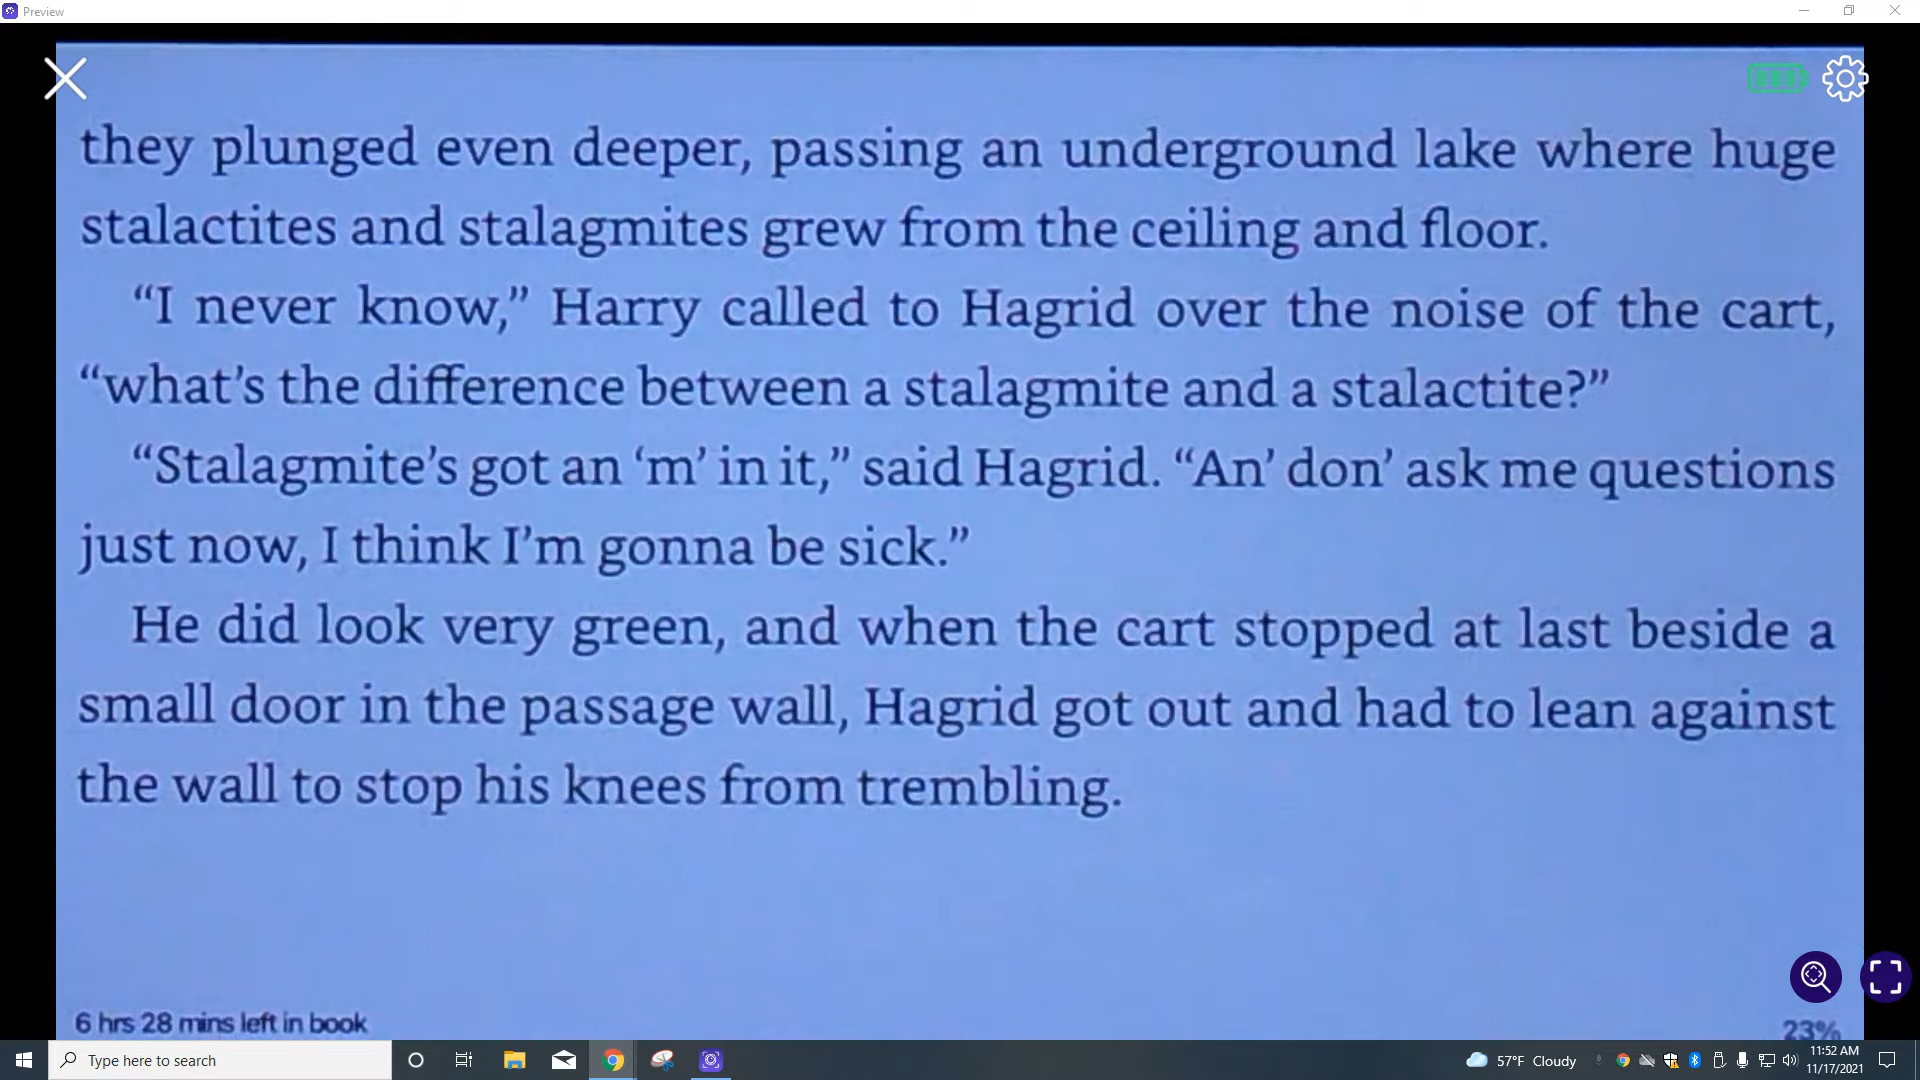 Preview
they plunged even deeper, passing an underground lake where huge
stalactites and stalagmites grew from the ceiling and floor.
“I never know,” Harry called to Hagrid over the noise of the cart,
“what’s the difference between a stalagmite and a stalactite?”
“Stalagmite’s got an ‘m’ in it,” said Hagrid. “An’ don’ ask me questions
just now, I think I’m gonna be sick.”
He did look very green, and when the cart stopped at last beside a
small door in the passage wall, Hagrid got out and had to lean against
the wall to stop his knees from trembling.
6 hrs 28 mins left in book
23%
Type here to search
57°F Cloudy
11:52 AM
11/17/2021